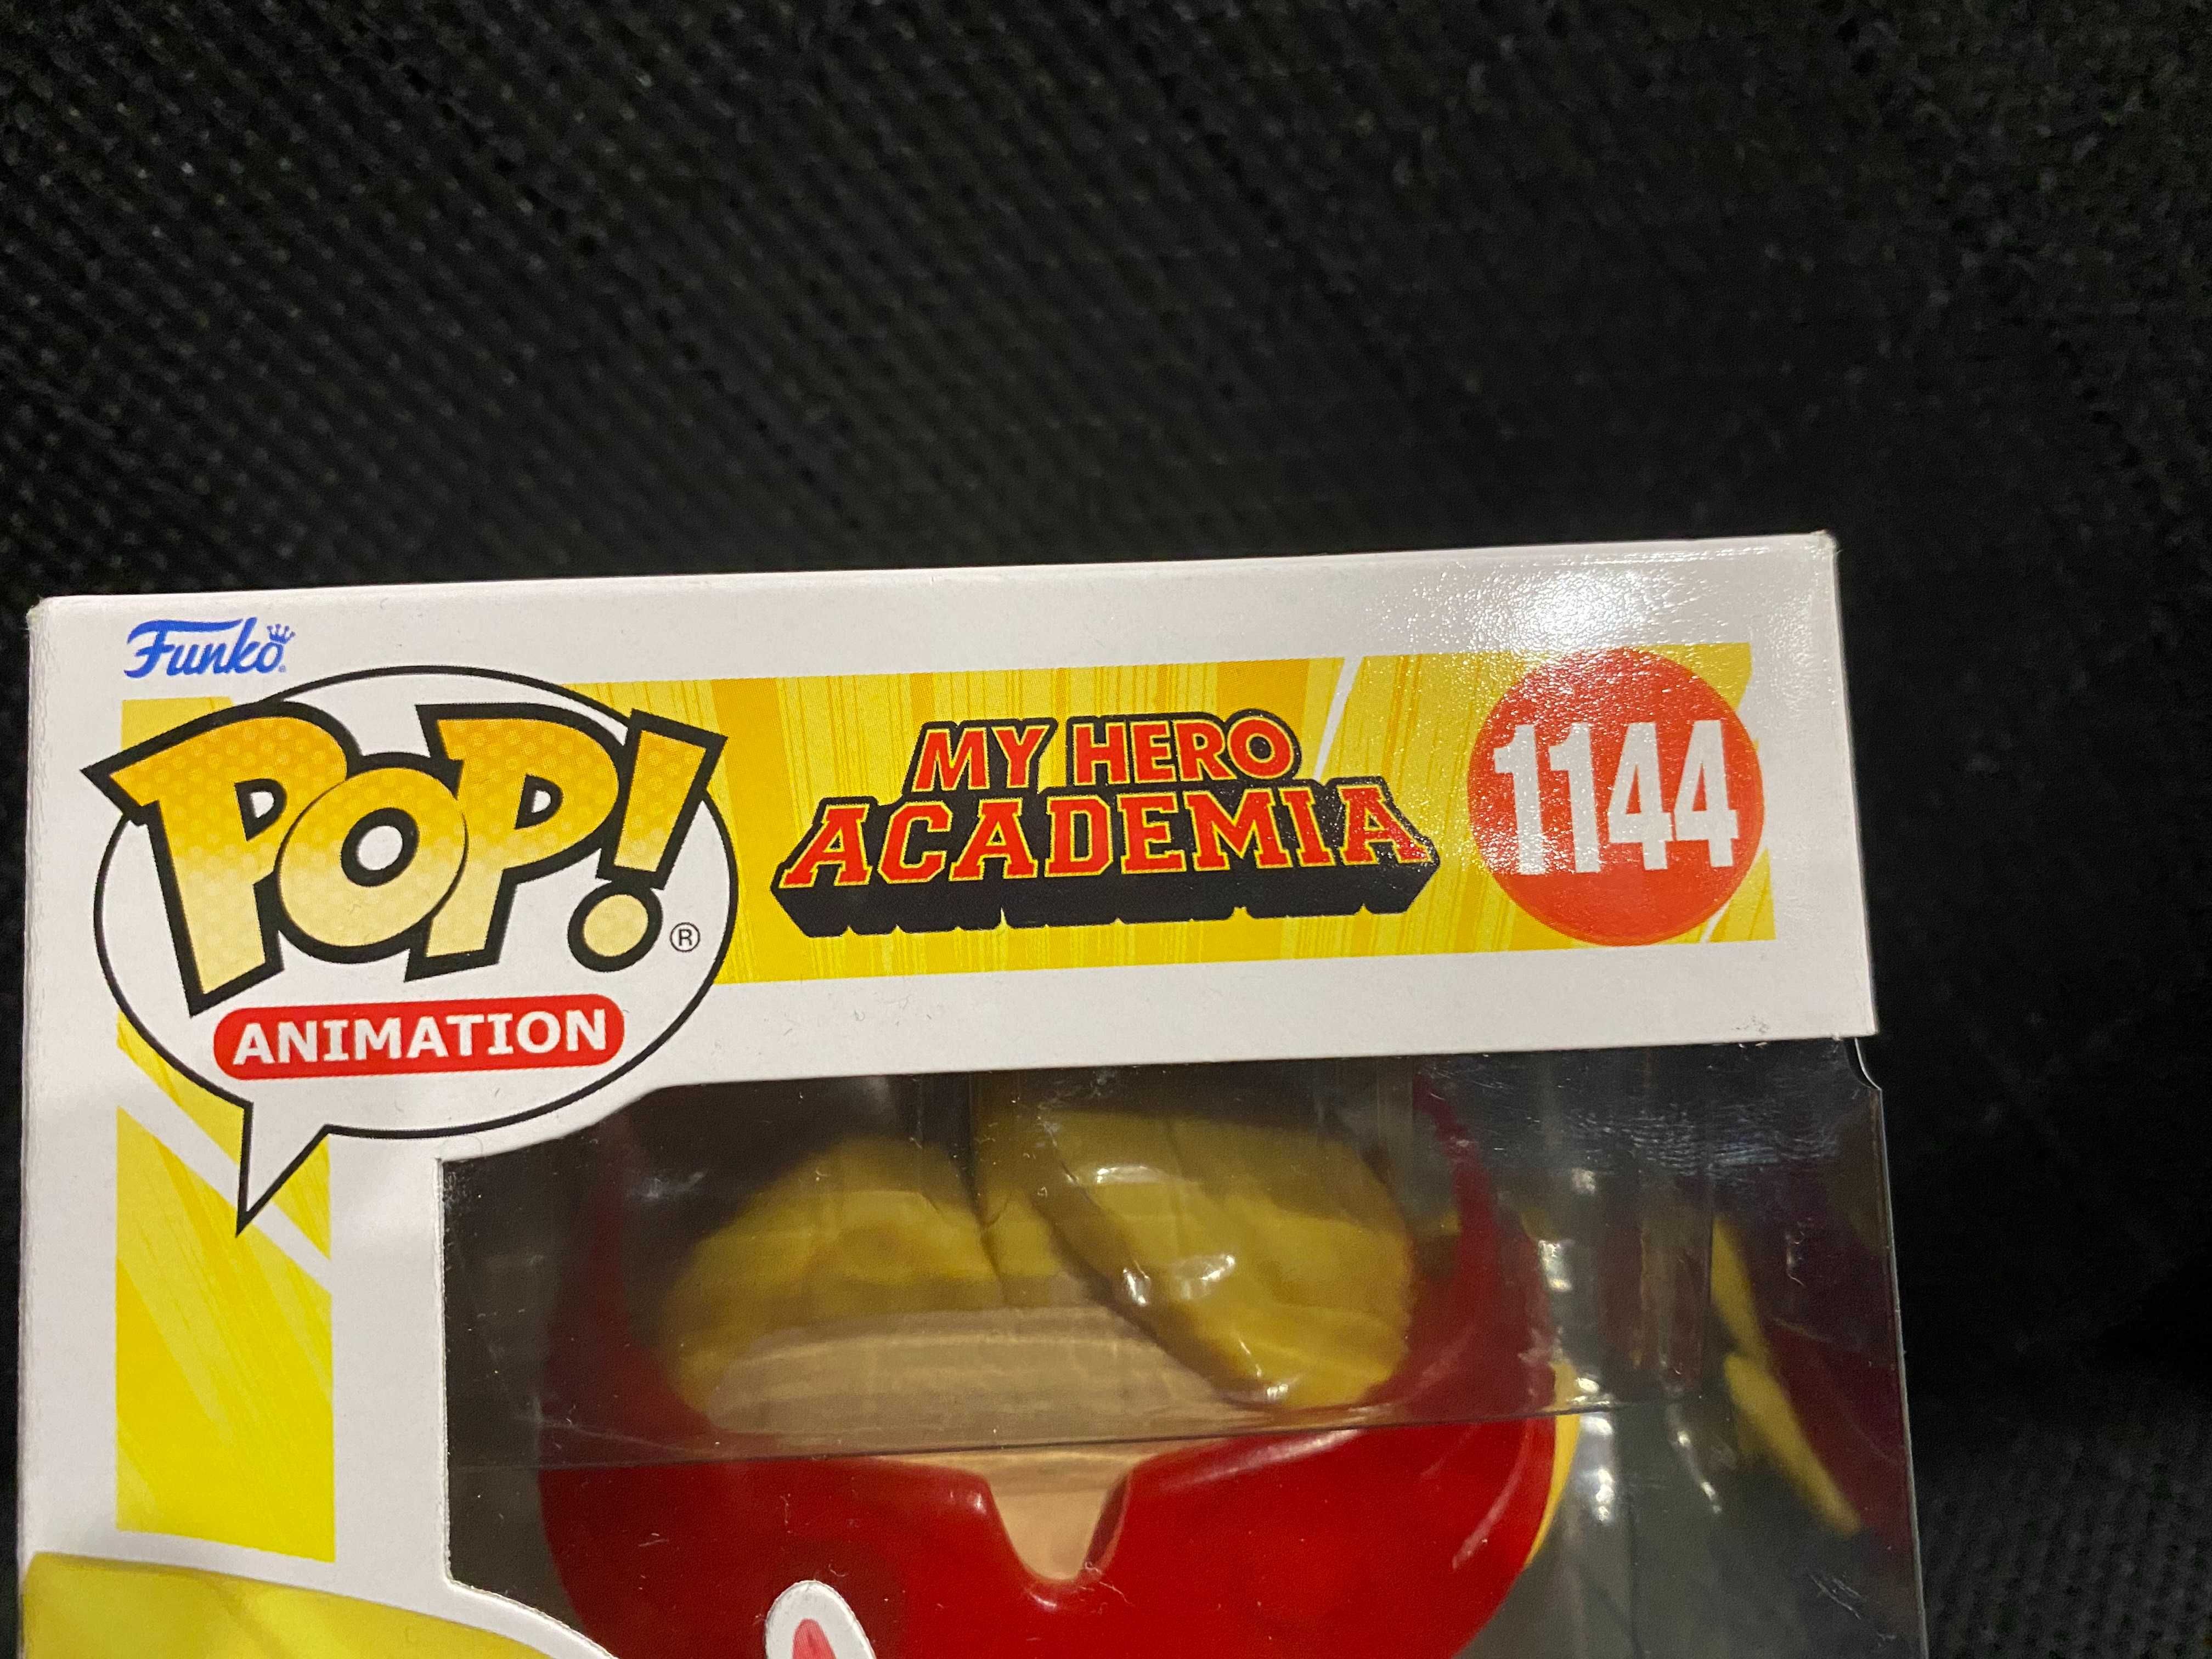 Funko
POP!®
ANIMATION
MY HERO
ACADEMIA
1144